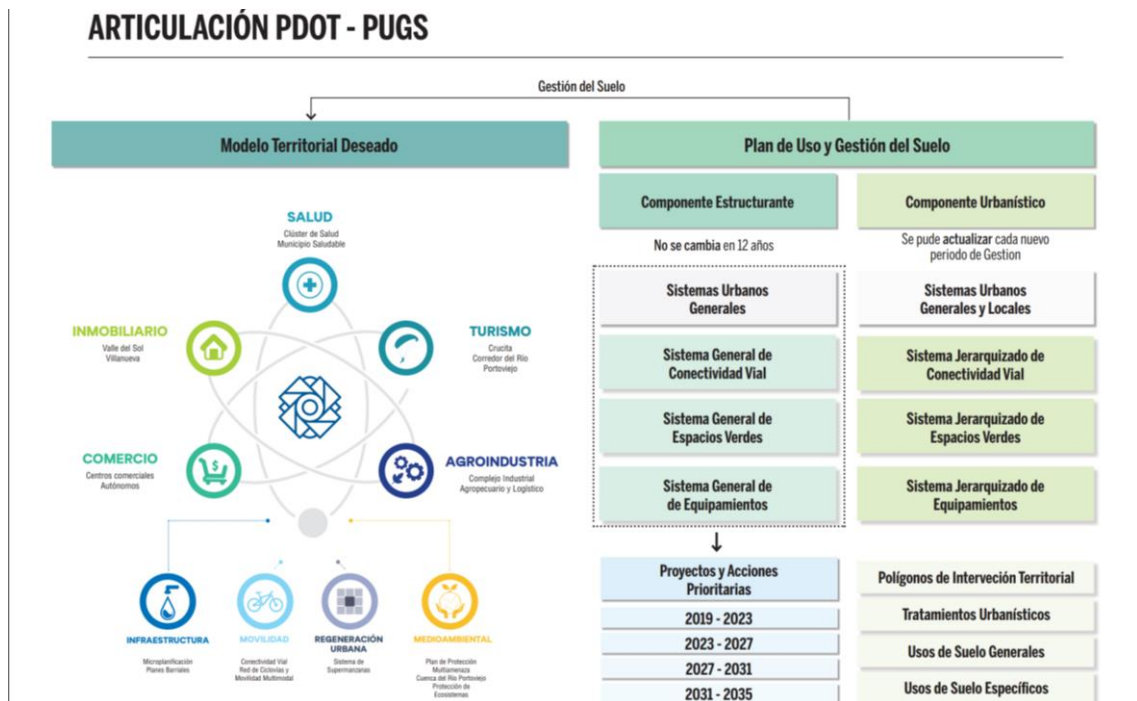 ARTICULACIÓN PDOT - PUGS
Gestión del Suelo
Modelo Territorial Deseado
SALUD
Clúster de Salud
Municipio Saludable
INMOBILIARIO
Valle del Sol
Villanueva
TURISMO
Crucita
Corredor del Río
Portoviejo
COMERCIO
Centros comerciales
Autónomos
$
AGROINDUSTRIA
Complejo Industrial
Agropecuario y Logístico
INFRAESTRUCTURA
Microplanificación
Planes Barriales
MOVILIDAD
Conectividad Vial
Red de Ciclovías y
Movilidad Multimodal
REGENERACIÓN
URBANA
Sistema de
Supermanzanas
MEDIOAMBIENTAL
Plan de Protección
Multiamenaza
Cuenca del Río Portoviejo
Protección de
Ecosistemas
Plan de Uso y Gestión del Suelo
Componente Estructurante
No se cambia en 12 años
Sistemas Urbanos
Generales
Sistema General de
Conectividad Vial
Sistema General de
Espacios Verdes
Sistema General de
de Equipamientos
Proyectos y Acciones
Prioritarias
2019 - 2023
2023 - 2027
2027 - 2031
2031 - 2035
Componente Urbanístico
Se pude actualizar cada nuevo
periodo de Gestion
Sistemas Urbanos
Generales y Locales
Sistema Jerarquizado de
Conectividad Vial
Sistema Jerarquizado de
Espacios Verdes
Sistema Jerarquizado de
Equipamientos
Polígonos de Interveción Territorial
Tratamientos Urbanísticos
Usos de Suelo Generales
Usos de Suelo Específicos